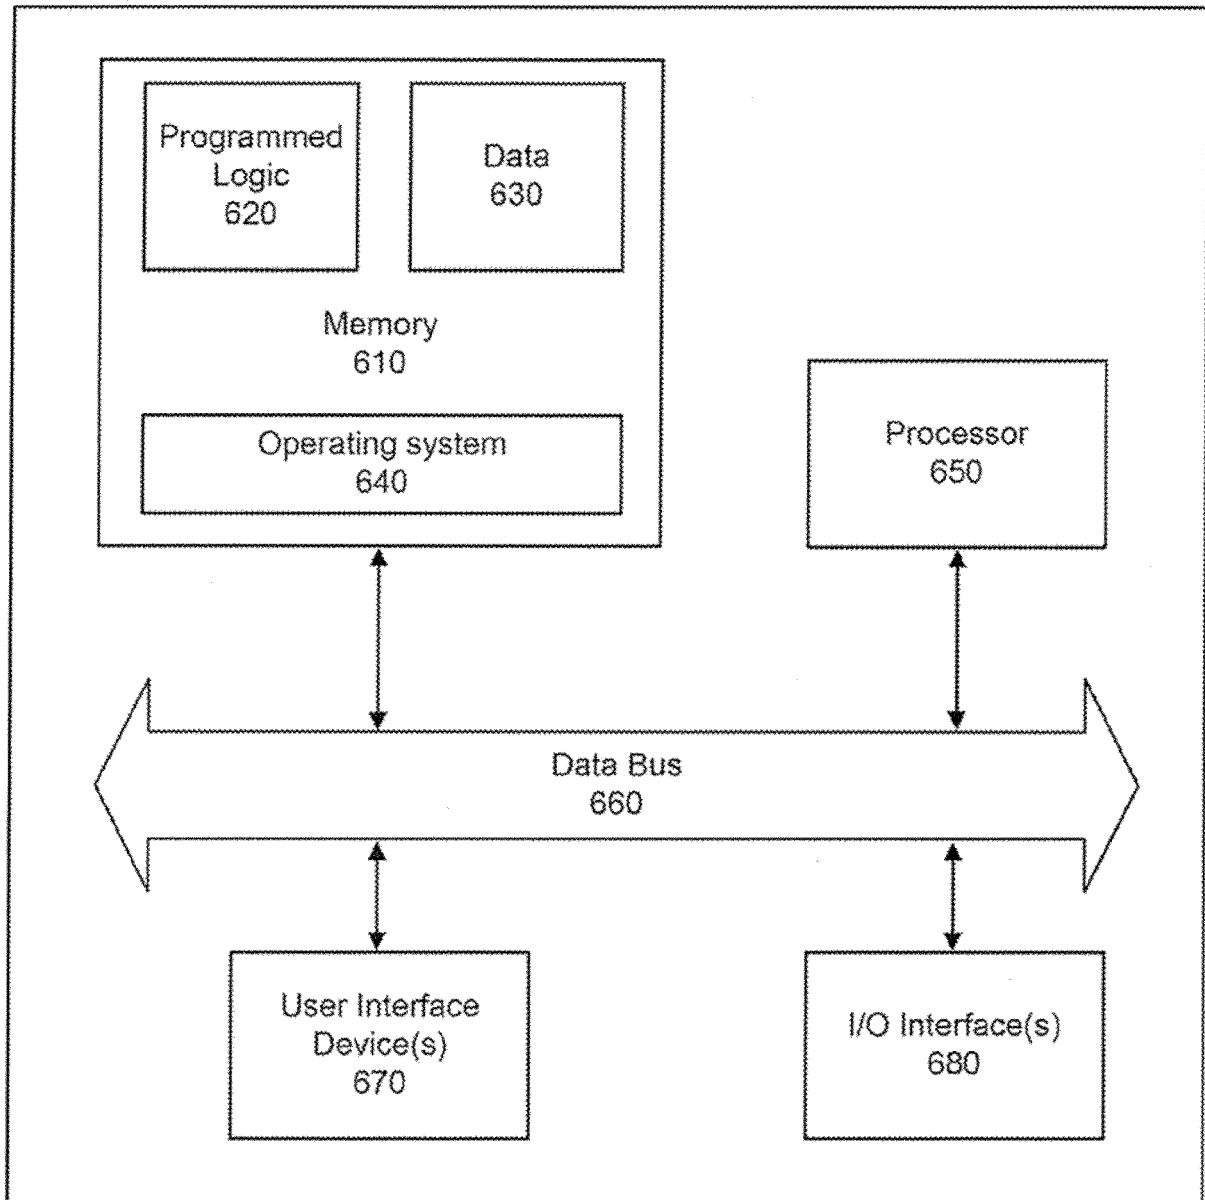 Programmed
Logic
620
Data
630
Memory
610
Operating system
640
Processor
650
Data Bus
660
User Interface
Device(s)
670
I/O Interface(s)
680